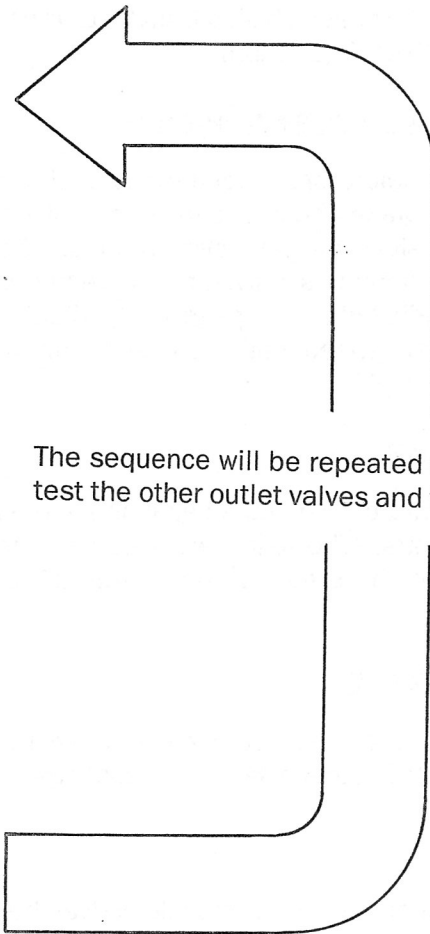 The sequence will be repeated
test the other outlet valves and